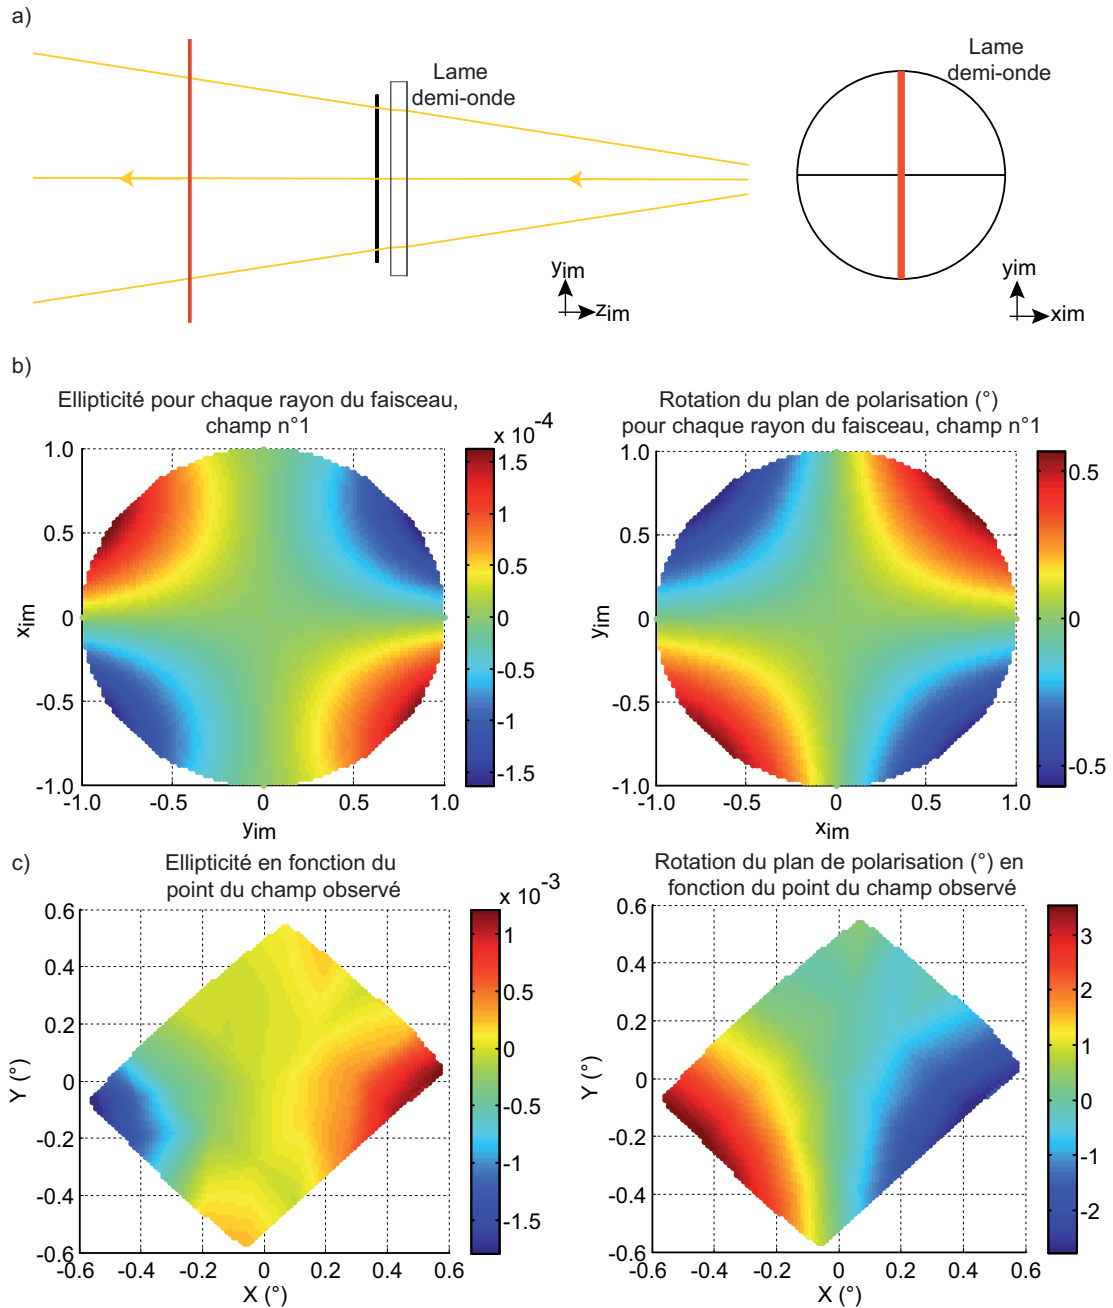 a)
Lame
demi-onde
yim
zim
Lame
demi-onde
yim
xim
b)
Ellipticité pour chaque rayon du faisceau,
champ n°1
x 10-4
1.0
0.5
0
-0.5
-1.0
xim
-1.0 -0.5 0 0.5 1.0
yim
1.5
1
0.5
0
-0.5
-1
-1.5
Rotation du plan de polarisation (°)
pour chaque rayon du faisceau, champ n°1
1.0
0.5
0
-0.5
-1.0
yim
-1.0 -0.5 0 0.5 1.0
xim
0.5
0
-0.5
c)
Ellipticité en fonction du
point du champ observé
x 10-3
0.6
0.4
0.2
0
-0.2
-0.4
-0.6
Y (°)
-0.6 -0.4 -0.2 0 0.2 0.4 0.6
X (°)
1
0.5
0
-0.5
-1
-1.5
Rotation du plan de polarisation (°) en
fonction du point du champ observé
0.6
0.4
0.2
0
-0.2
-0.4
-0.6
Y (°)
-0.6 -0.4 -0.2 0 0.2 0.4 0.6
X (°)
3
2
1
0
-1
-2